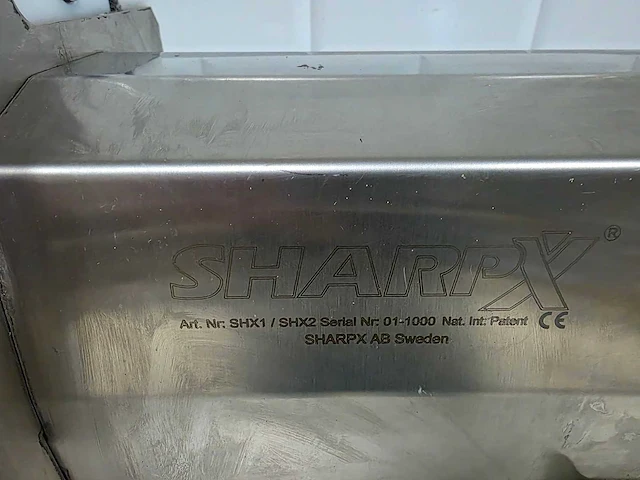 SHARPX®
Art. Nr: SHX1 / SHX2 Serial Nr: 01-1000 Nat. Int. Patent CE
SHARPX AB Sweden